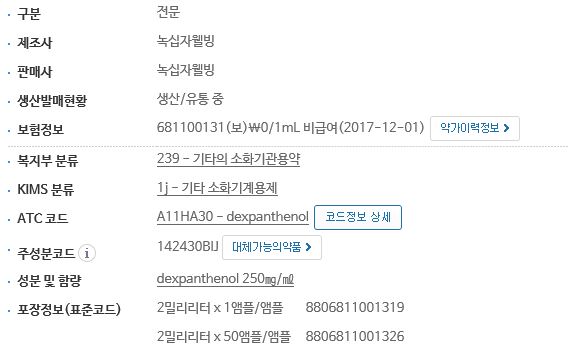 구분 전문
제조사 녹십자웰빙
판매사 녹십자웰빙
생산발매현황 생산/유통 중
보험정보 681100131(보)₩0/1mL 비급여(2017-12-01) 약가이력정보
복지부 분류 239 - 기타의 소화기관용약
KIMS 분류 1j - 기타 소화기계용제
ATC 코드 A11HA30 - dexpanthenol 코드정보 상세
주성분코드 i 142430BIJ 대체가능의약품
성분 및 함량 dexpanthenol 250㎎/㎖
포장정보(표준코드) 2밀리리터 x 1앰플/앰플 8806811001319
2밀리리터 x 50앰플/앰플 8806811001326